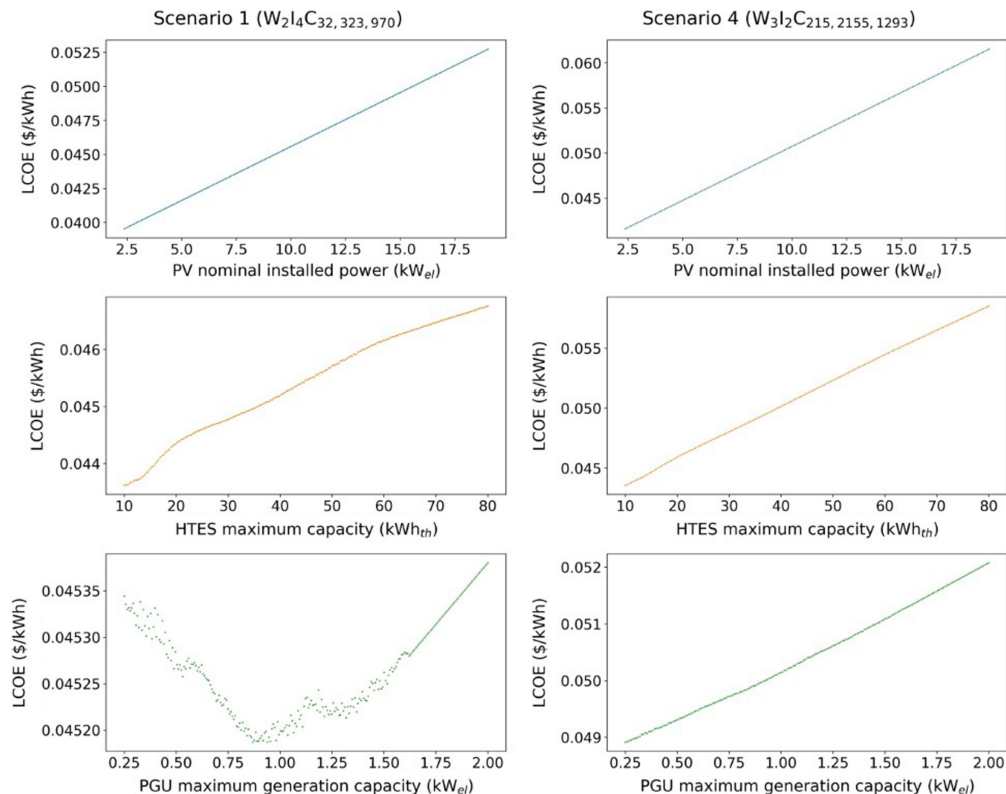 Scenario 1 (W₂I₄C₃₂,₃₂₃,₉₇₀)
Scenario 4 (W₃I₂C₂₁₅,₂₁₅₅,₁₂₉₃)
LCOE ($/kWh)
0.0525
0.0500
0.0475
0.0450
0.0425
0.0400
2.5 5.0 7.5 10.0 12.5 15.0 17.5
PV nominal installed power (kWₑₗ)
LCOE ($/kWh)
0.060
0.055
0.050
0.045
2.5 5.0 7.5 10.0 12.5 15.0 17.5
PV nominal installed power (kWₑₗ)
LCOE ($/kWh)
0.046
0.045
0.044
10 20 30 40 50 60 70 80
HTES maximum capacity (kWhₜₕ)
LCOE ($/kWh)
0.055
0.050
0.045
10 20 30 40 50 60 70 80
HTES maximum capacity (kWhₜₕ)
LCOE ($/kWh)
0.04535
0.04530
0.04525
0.04520
0.25 0.50 0.75 1.00 1.25 1.50 1.75 2.00
PGU maximum generation capacity (kWₑₗ)
LCOE ($/kWh)
0.052
0.051
0.050
0.049
0.25 0.50 0.75 1.00 1.25 1.50 1.75 2.00
PGU maximum generation capacity (kWₑₗ)